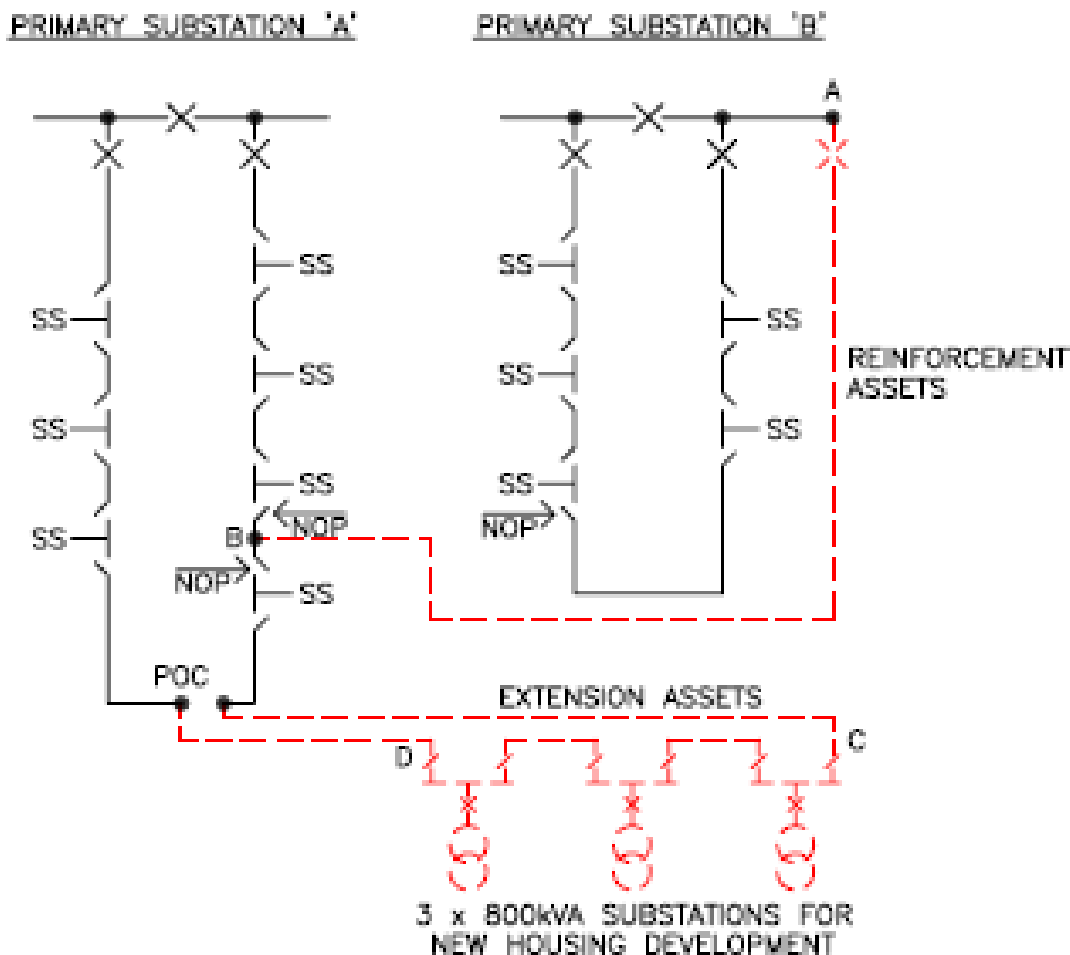 PRIMARY SUBSTATION 'A'
PRIMARY SUBSTATION 'B'
A
SS
SS
SS
SS
SS
SS
SS
SS
REINFORCEMENT
ASSETS
SS
SS
SS
NOP
NOP
SS
B
NOP
SS
POC
EXTENSION ASSETS
D
C
3 x 800kVA SUBSTATIONS FOR
NEW HOUSING DEVELOPMENT